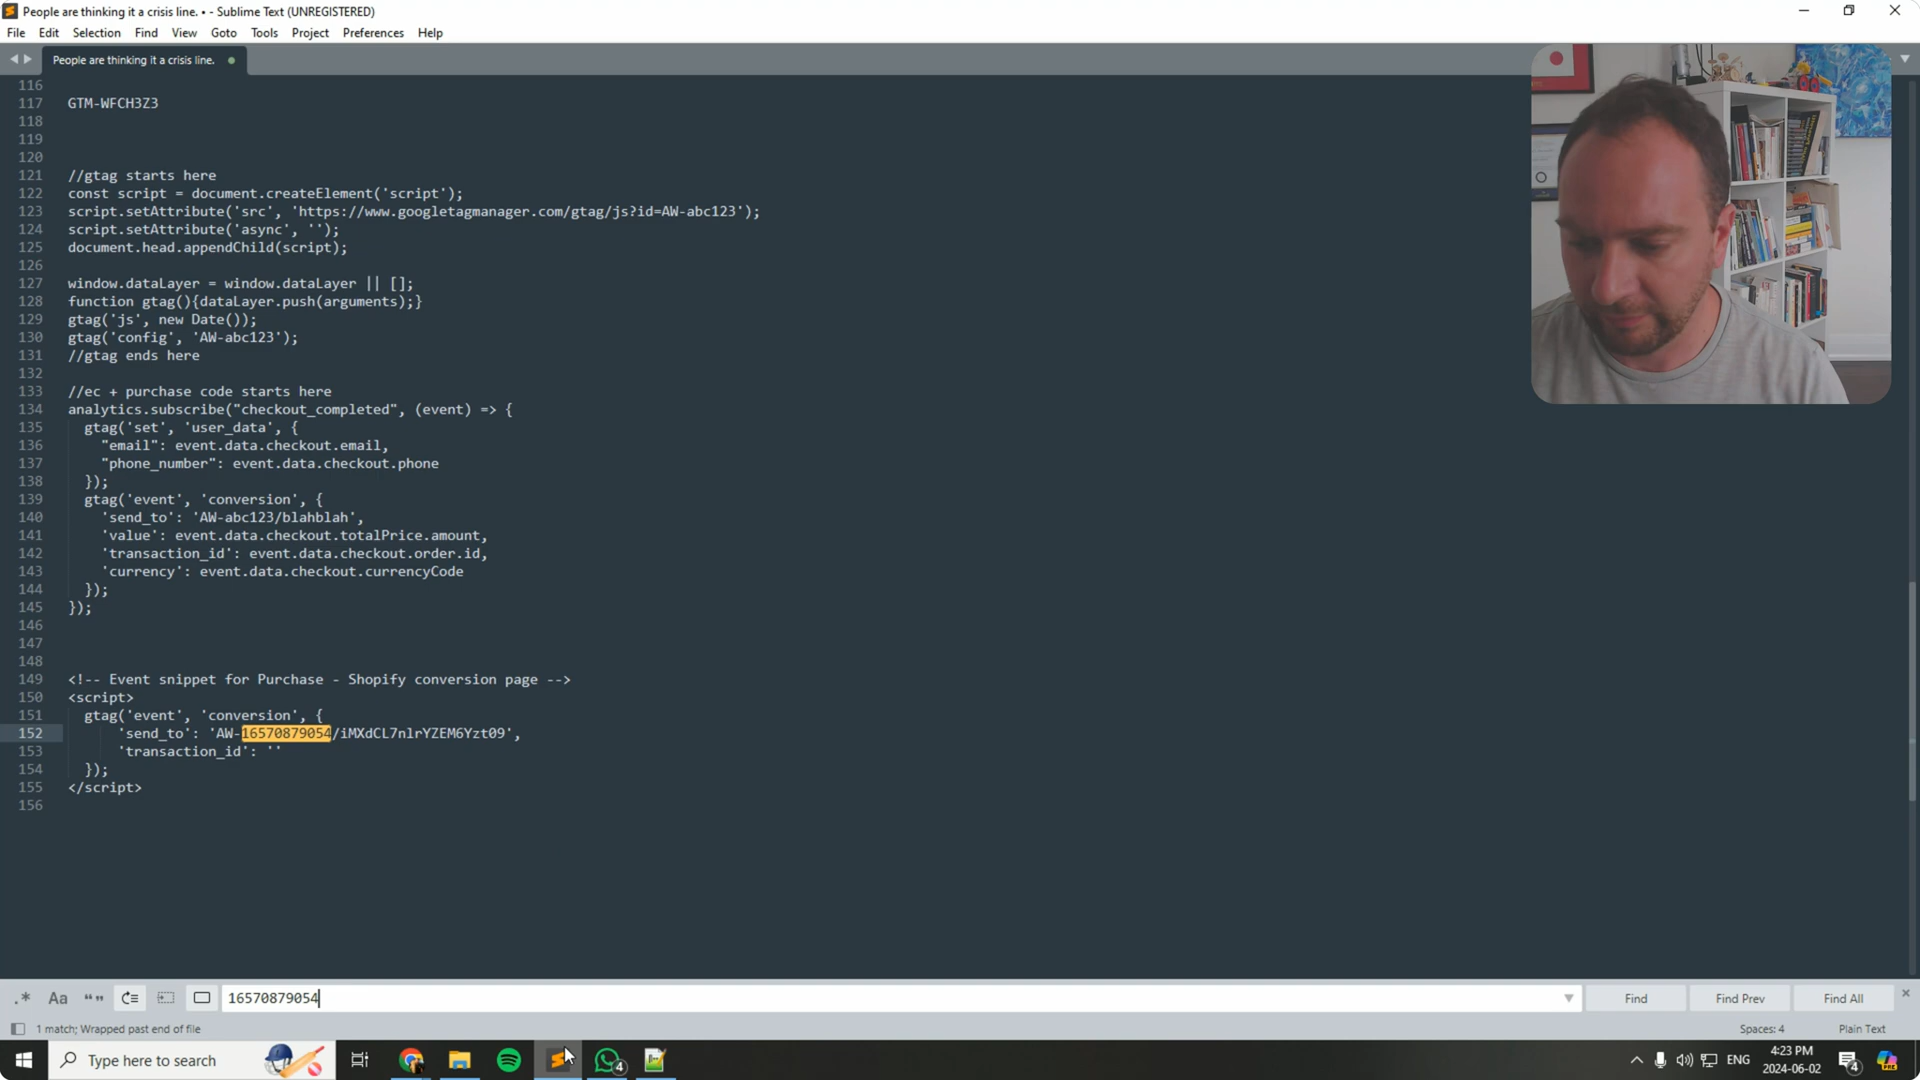 People are thinking it a crisis line. • - Sublime Text (UNREGISTERED)
File Edit Selection Find View Goto Tools Project Preferences Help
People are thinking it a crisis line.
116
117 GTM-WFCH3Z3
118
119
120
121 //gtag starts here
122 const script = document.createElement('script');
123 script.setAttribute('src', 'https://www.googletagmanager.com/gtag/js?id=AW-abc123');
124 script.setAttribute('async', '');
125 document.head.appendChild(script);
126
127 window.dataLayer = window.dataLayer || [];
128 function gtag(){dataLayer.push(arguments);}
129 gtag('js', new Date());
130 gtag('config', 'AW-abc123');
131 //gtag ends here
132
133 //ec + purchase code starts here
134 analytics.subscribe("checkout_completed", (event) => {
135 gtag('set', 'user_data', {
136 "email": event.data.checkout.email,
137 "phone_number": event.data.checkout.phone
138 });
139 gtag('event', 'conversion', {
140 'send_to': 'AW-abc123/blahblah',
141 'value': event.data.checkout.totalPrice.amount,
142 'transaction_id': event.data.checkout.order.id,
143 'currency': event.data.checkout.currencyCode
144 });
145 });
146
147
148
149 <!-- Event snippet for Purchase - Shopify conversion page -->
150 <script>
151 gtag('event', 'conversion', {
152 'send_to': 'AW-16570879054/iMXdCL7nlrYZEM6Yzt09',
153 'transaction_id': ''
154 });
155 </script>
156
.* Aa “” 16570879054 Find Find Prev Find All
1 match; Wrapped past end of file Spaces: 4 Plain Text
Type here to search 4 ENG 4:23 PM 4
2024-06-02